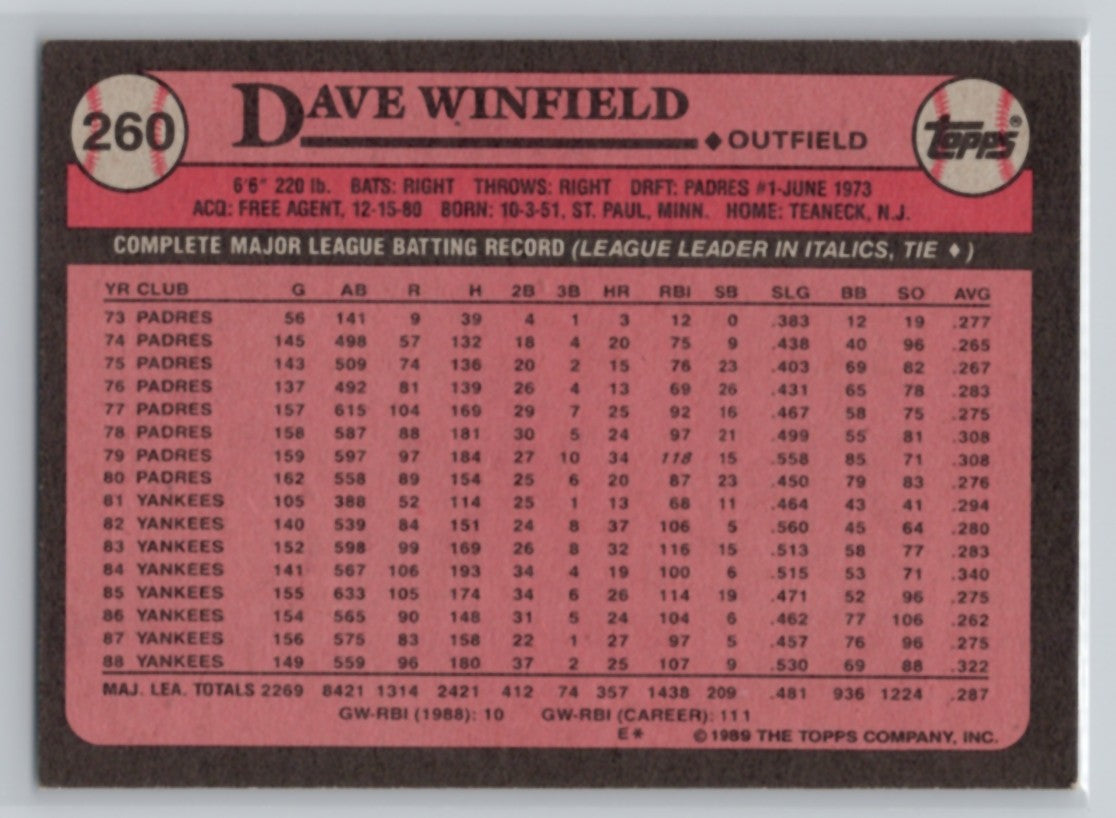 260
DAVE WINFIELD
◆OUTFIELD
TOPPS®
6'6" 220 lb. BATS: RIGHT THROWS: RIGHT DRFT: PADRES #1-JUNE 1973
ACQ: FREE AGENT, 12-15-80 BORN: 10-3-51, ST. PAUL, MINN. HOME: TEANECK, N.J.
COMPLETE MAJOR LEAGUE BATTING RECORD (LEAGUE LEADER IN ITALICS, TIE ♦)
YR CLUB G AB R H 2B 3B HR RBI SB SLG BB SO AVG
73 PADRES 56 141 9 39 4 1 3 12 0 .383 12 19 .277
74 PADRES 145 498 57 132 18 4 20 75 9 .438 40 96 .265
75 PADRES 143 509 74 136 20 2 15 76 23 .403 69 82 .267
76 PADRES 137 492 81 139 26 4 13 69 26 .431 65 78 .283
77 PADRES 157 615 104 169 29 7 25 92 16 .467 58 75 .275
78 PADRES 158 587 88 181 30 5 24 97 21 .499 55 81 .308
79 PADRES 159 597 97 184 27 10 34 118 15 .558 85 71 .308
80 PADRES 162 558 89 154 25 6 20 87 23 .450 79 83 .276
81 YANKEES 105 388 52 114 25 1 13 68 11 .464 43 41 .294
82 YANKEES 140 539 84 151 24 8 37 106 5 .560 45 64 .280
83 YANKEES 152 598 99 169 26 8 32 116 15 .513 58 77 .283
84 YANKEES 141 567 106 193 34 4 19 100 6 .515 53 71 .340
85 YANKEES 155 633 105 174 34 6 26 114 19 .471 52 96 .275
86 YANKEES 154 565 90 148 31 5 24 104 6 .462 77 106 .262
87 YANKEES 156 575 83 158 22 1 27 97 5 .457 76 96 .275
88 YANKEES 149 559 96 180 37 2 25 107 9 .530 69 88 .322
MAJ. LEA. TOTALS 2269 8421 1314 2421 412 74 357 1438 209 .481 936 1224 .287
GW-RBI (1988): 10 GW-RBI (CAREER): 111
E* ©1989 THE TOPPS COMPANY, INC.